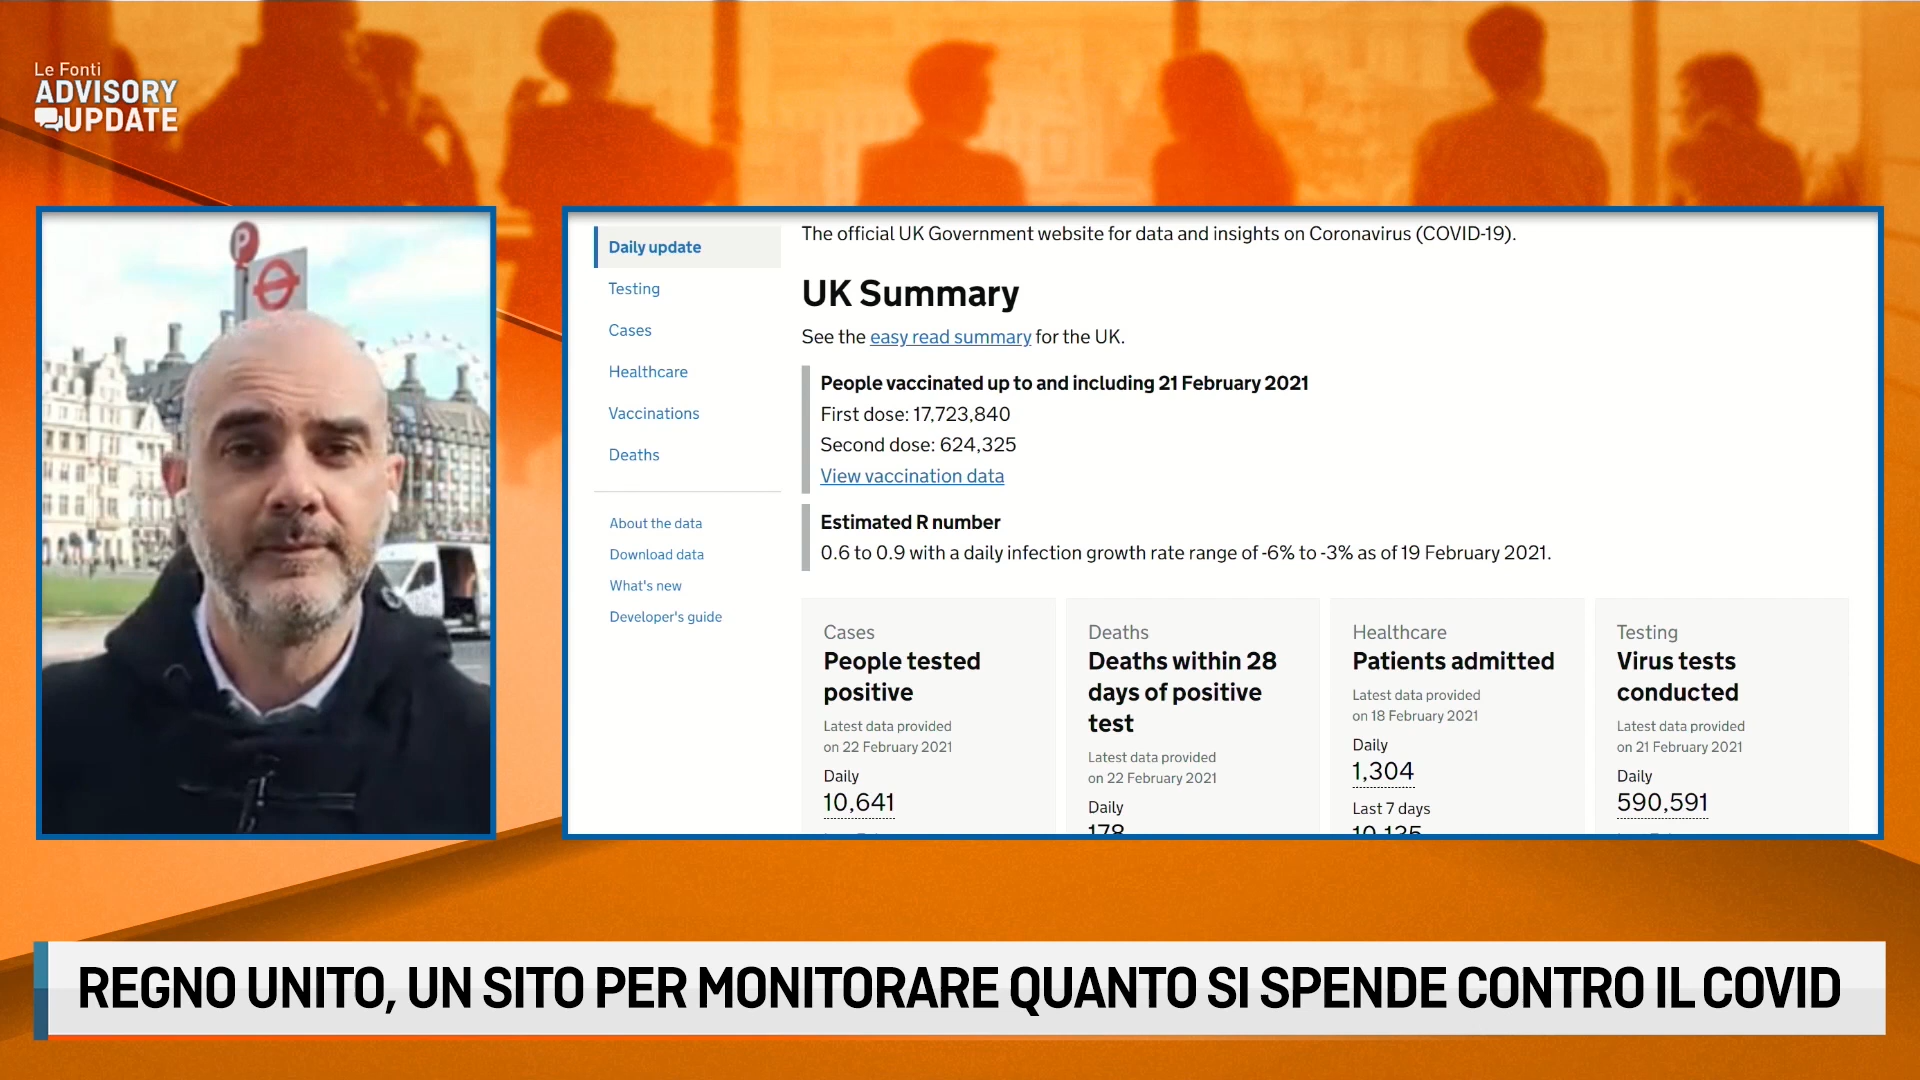 Le Fonti
ADVISORY
UPDATE
P
Daily update
Testing
Cases
Healthcare
Vaccinations
Deaths
About the data
Download data
What's new
Developer's guide
The official UK Government website for data and insights on Coronavirus (COVID-19).
UK Summary
See the easy read summary for the UK.
People vaccinated up to and including 21 February 2021
First dose: 17,723,840
Second dose: 624,325
View vaccination data
Estimated R number
0.6 to 0.9 with a daily infection growth rate range of -6% to -3% as of 19 February 2021.
Cases
People tested
positive
Latest data provided
on 22 February 2021
Daily
10,641
Deaths
Deaths within 28
days of positive
test
Latest data provided
on 22 February 2021
Daily
178
Healthcare
Patients admitted
Latest data provided
on 18 February 2021
Daily
1,304
Last 7 days
10,135
Testing
Virus tests
conducted
Latest data provided
on 21 February 2021
Daily
590,591
REGNO UNITO, UN SITO PER MONITORARE QUANTO SI SPENDE CONTRO IL COVID